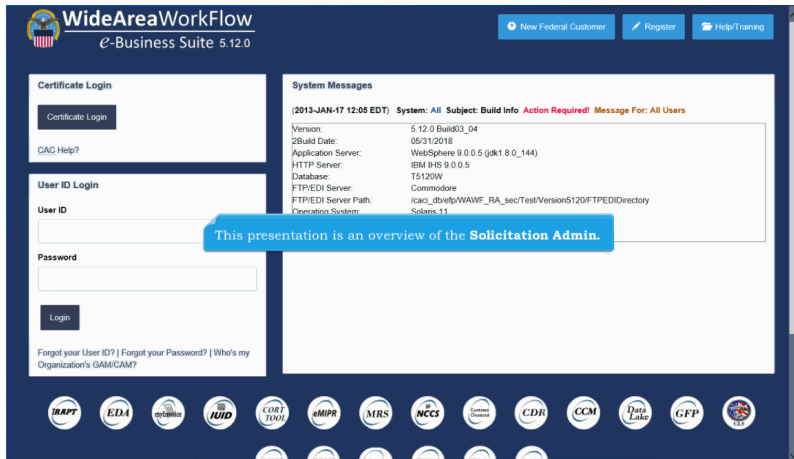 WideAreaWorkFlow
e-Business Suite 5.12.0
New Federal Customer
Register
Help/Training
Certificate Login
Certificate Login
CAC Help?
User ID Login
User ID
Password
Login
Forgot your User ID? | Forgot your Password? | Who's my
Organization's GAM/CAM?
System Messages
(2013-JAN-17 12:05 EDT) System: All Subject: Build Info Action Required! Message For: All Users
Version: 5.12.0 Build03_04
2Build Date: 05/31/2018
Application Server: WebSphere 9.0.0.5 (jdk1.8.0_144)
HTTP Server: IBM IHS 9.0.0.5
Database: T5120W
FTP/EDI Server: Commodore
FTP/EDI Server Path: /caci_db/efp/WAWF_RA_sec/Test/Version5120/FTPEDIDirectory
Operating System: Solaris 11
This presentation is an overview of the Solicitation Admin.
iRAPT
EDA
myInvoice
IUID
CORT
TOOL
eMIPR
MRS
NCCS
Contract
Closeout
CDR
CCM
Data
Lake
GFP
CLS